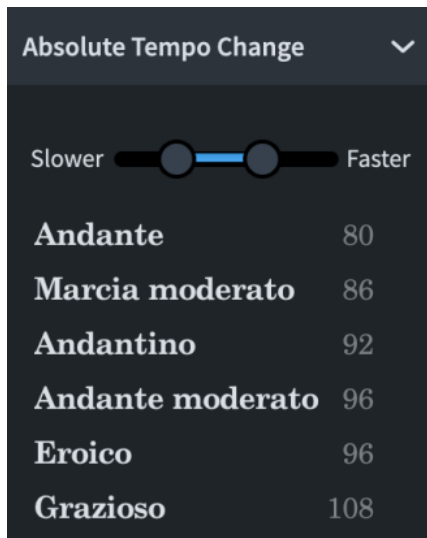 Absolute Tempo Change
Slower Faster
Andante 80
Marcia moderato 86
Andantino 92
Andante moderato 96
Eroico 96
Grazioso 108